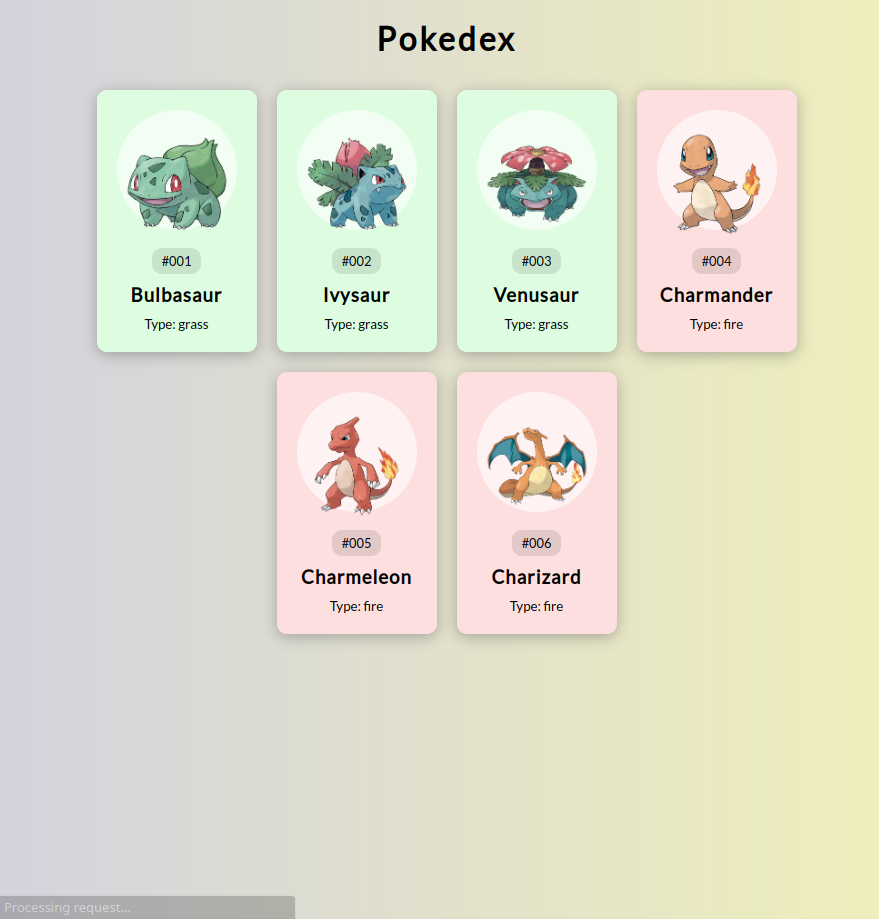 Pokedex
#001
Bulbasaur
Type: grass
#002
Ivysaur
Type: grass
#003
Venusaur
Type: grass
#004
Charmander
Type: fire
#005
Charmeleon
Type: fire
#006
Charizard
Type: fire
Processing request...